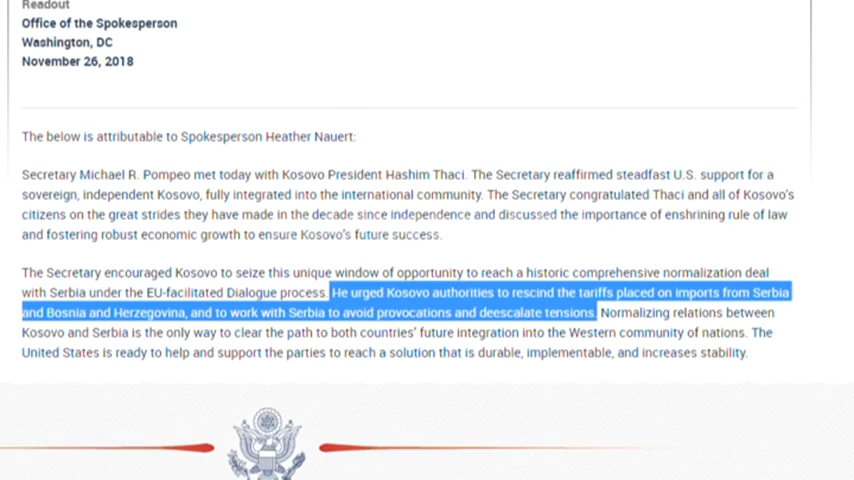 Readout
Office of the Spokesperson
Washington, DC
November 26, 2018
The below is attributable to Spokesperson Heather Nauert:
Secretary Michael R. Pompeo met today with Kosovo President Hashim Thaci. The Secretary reaffirmed steadfast U.S. support for a
sovereign, independent Kosovo, fully integrated into the international community. The Secretary congratulated Thaci and all of Kosovo's
citizens on the great strides they have made in the decade since independence and discussed the importance of enshrining rule of law
and fostering robust economic growth to ensure Kosovo's future success.
The Secretary encouraged Kosovo to seize this unique window of opportunity to reach a historic comprehensive normalization deal
with Serbia under the EU-facilitated Dialogue process. He urged Kosovo authorities to rescind the tariffs placed on imports from Serbia
and Bosnia and Herzegovina, and to work with Serbia to avoid provocations and deescalate tensions. Normalizing relations between
Kosovo and Serbia is the only way to clear the path to both countries' future integration into the Western community of nations. The
United States is ready to help and support the parties to reach a solution that is durable, implementable, and increases stability.